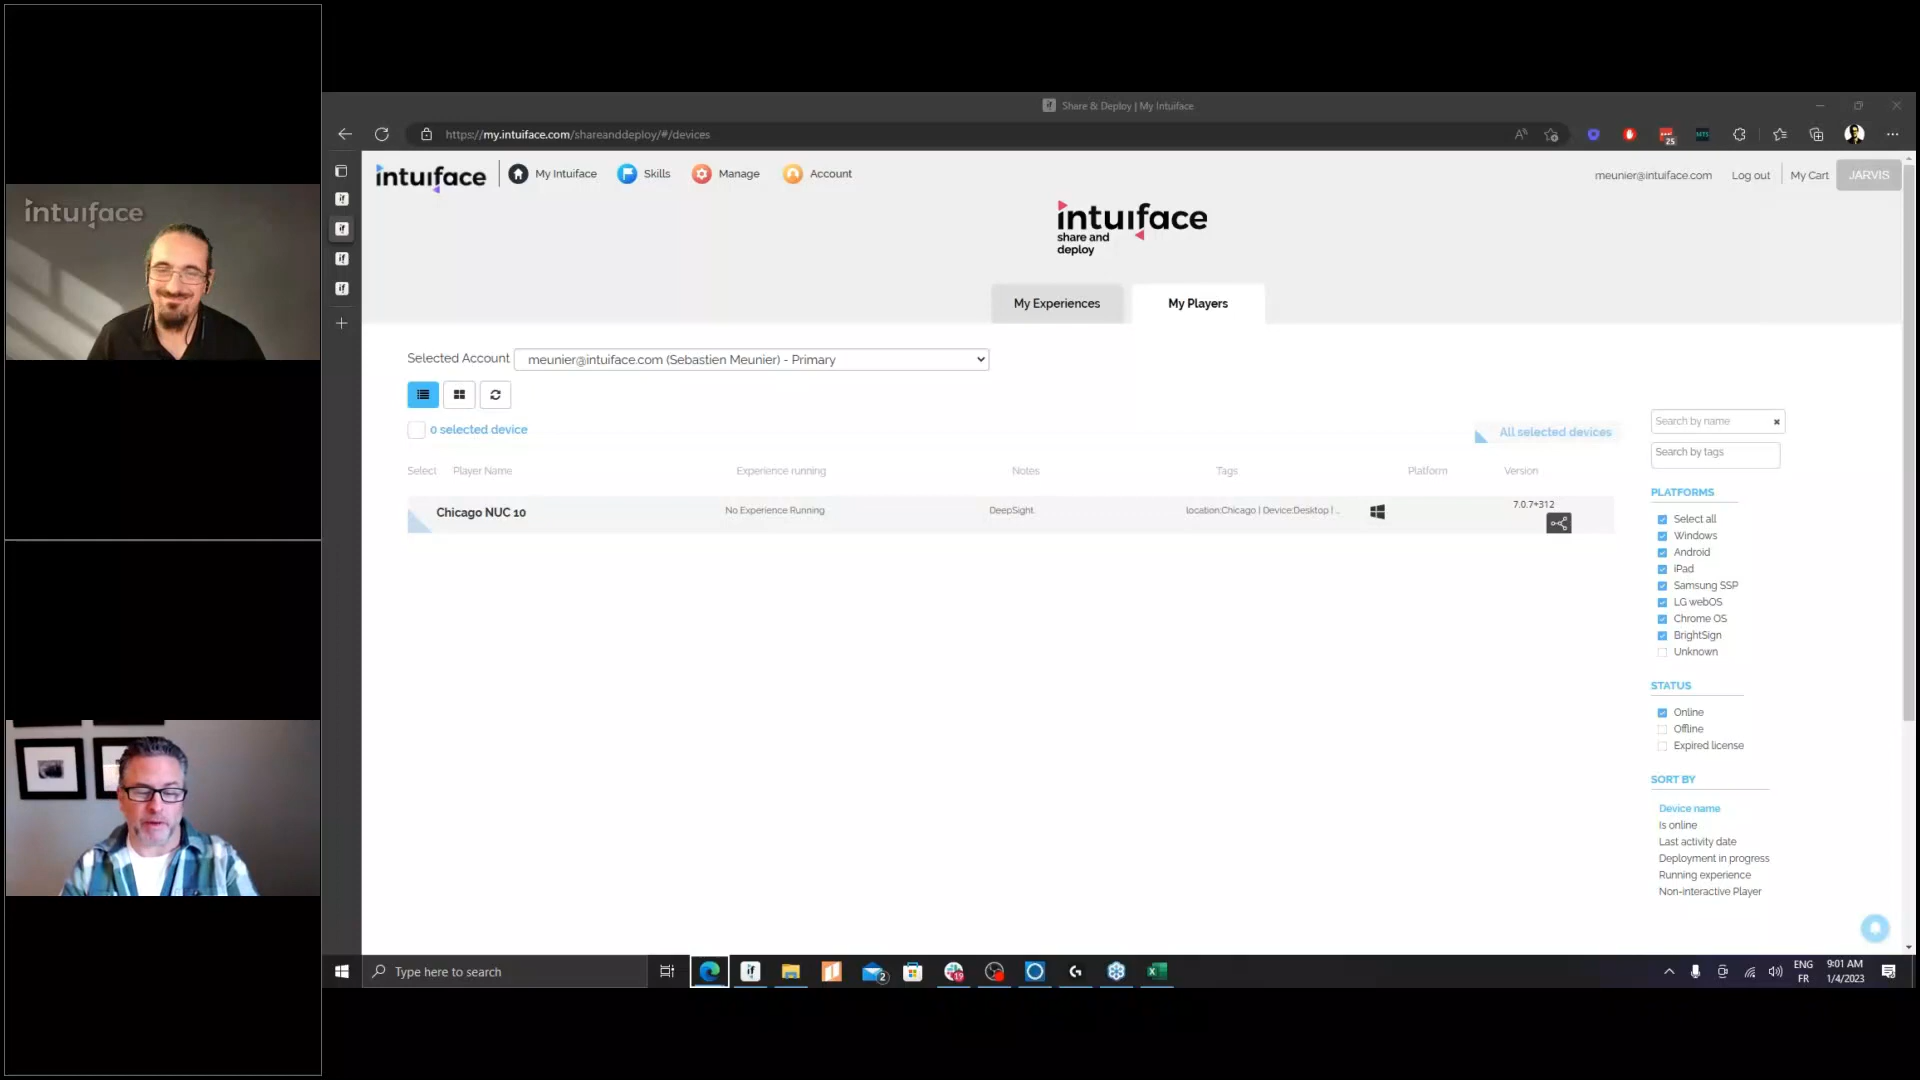 intuiface
Share & Deploy | My Intuiface
https://my.intuiface.com/shareanddeploy/#/devices
25
intuiface
My Intuiface
Skills
Manage
Account
meunier@intuiface.com
Log out
My Cart
JARVIS
intuiface
share and
deploy
My Experiences
My Players
Selected Account
meunier@intuiface.com (Sebastien Meunier) - Primary
0 selected device
All selected devices
Select
Player Name
Experience running
Notes
Tags
Platform
Version
Chicago NUC 10
No Experience Running
DeepSight
location:Chicago | Device:Desktop | ...
7.0.7+312
Search by name
Search by tags
PLATFORMS
Select all
Windows
Android
iPad
Samsung SSP
LG webOS
Chrome OS
BrightSign
Unknown
STATUS
Online
Offline
Expired license
SORT BY
Device name
Is online
Last activity date
Deployment in progress
Running experience
Non-interactive Player
Type here to search
2
19
ENG
FR
9:01 AM
1/4/2023